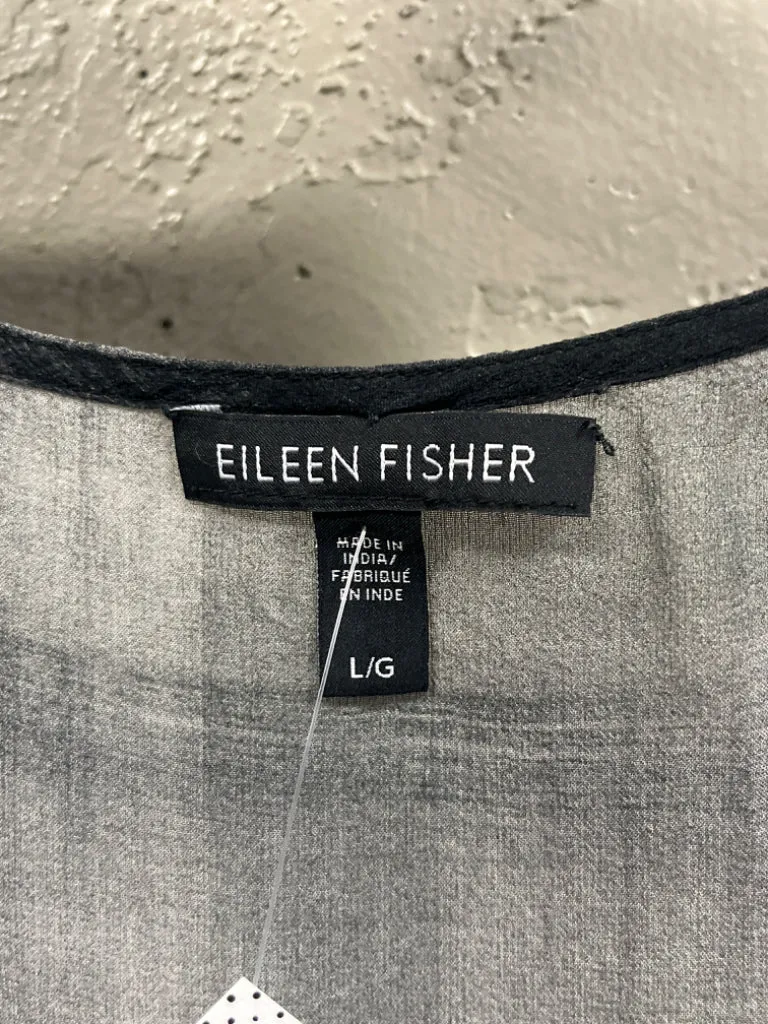 EILEEN FISHER
MADE IN
INDIA/
FABRIQUÉ
EN INDE
L/G